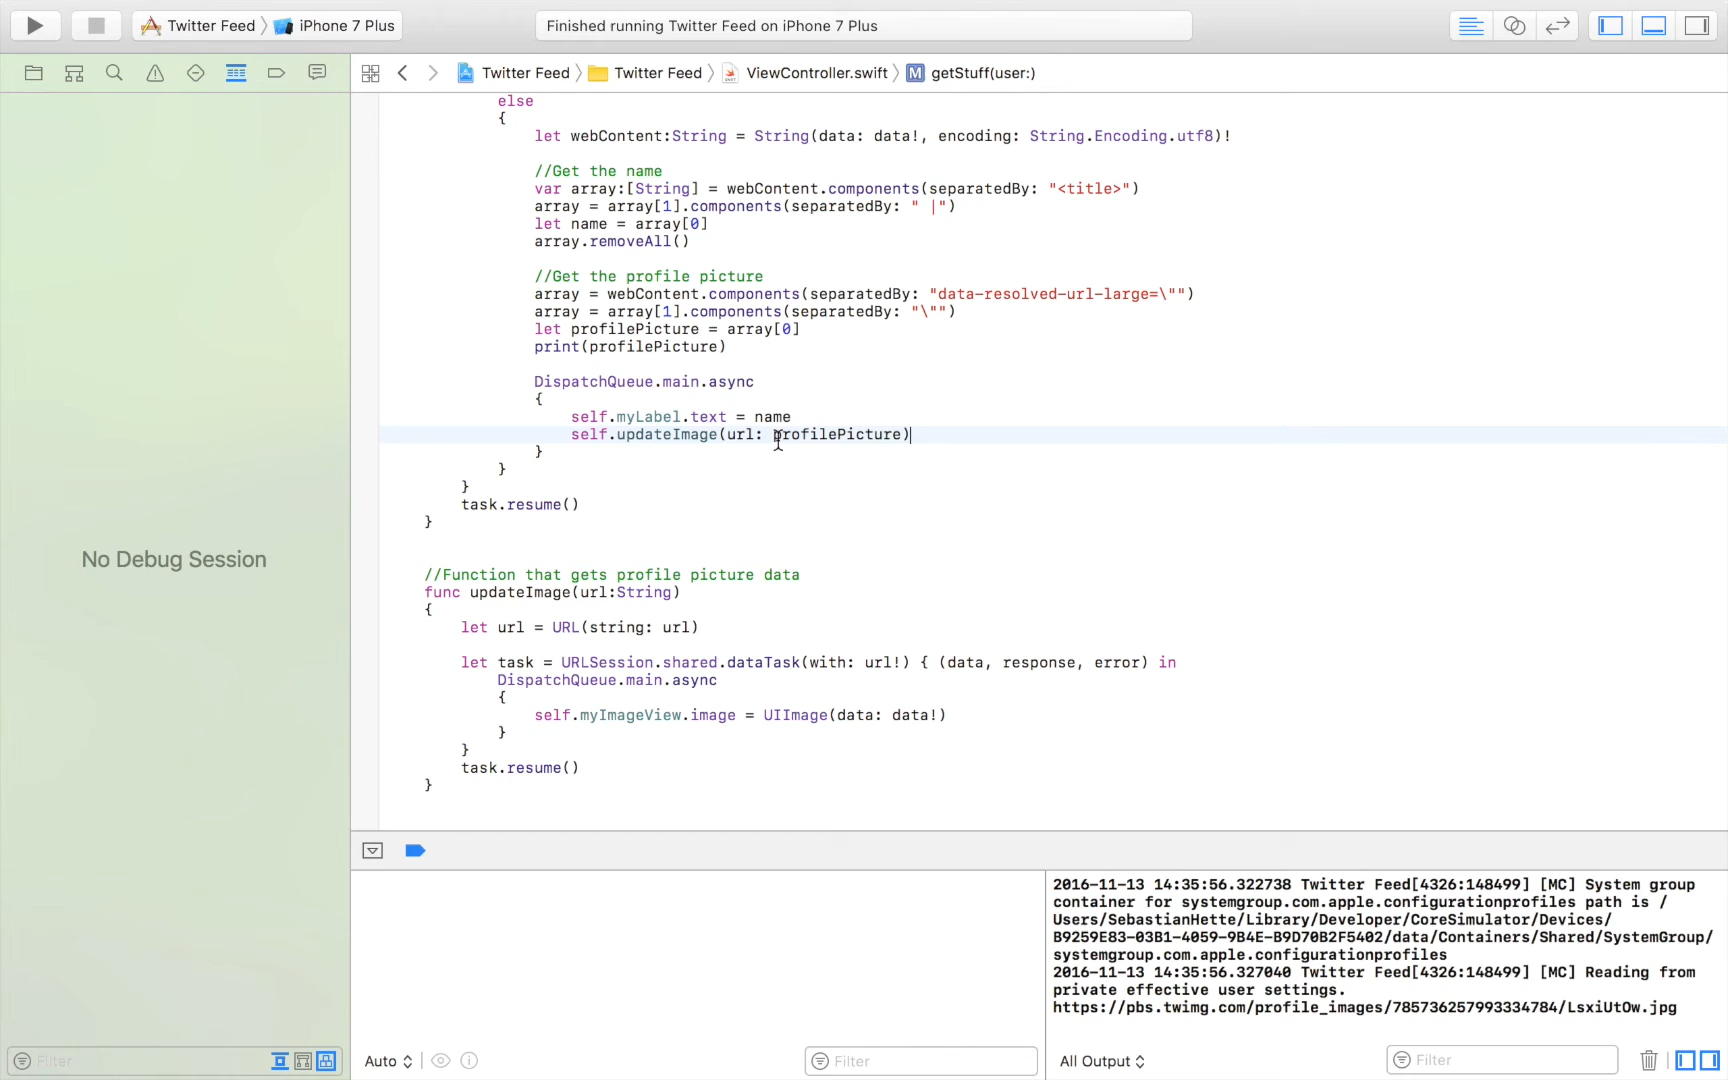 Twitter Feed 〉 iPhone 7 Plus
Finished running Twitter Feed on iPhone 7 Plus
Twitter Feed 〉 Twitter Feed 〉 ViewController.swift 〉 M getStuff(user:)
else
{
let webContent:String = String(data: data!, encoding: String.Encoding.utf8)!
//Get the name
var array:[String] = webContent.components(separatedBy: "<title>")
array = array[1].components(separatedBy: " |")
let name = array[0]
array.removeAll()
//Get the profile picture
array = webContent.components(separatedBy: "data-resolved-url-large=\"")
array = array[1].components(separatedBy: "\"")
let profilePicture = array[0]
print(profilePicture)
DispatchQueue.main.async
{
self.myLabel.text = name
self.updateImage(url: profilePicture)
}
}
}
task.resume()
}
No Debug Session
//Function that gets profile picture data
func updateImage(url:String)
{
let url = URL(string: url)
let task = URLSession.shared.dataTask(with: url!) { (data, response, error) in
DispatchQueue.main.async
{
self.myImageView.image = UIImage(data: data!)
}
}
task.resume()
}
2016-11-13 14:35:56.322738 Twitter Feed[4326:148499] [MC] System group
container for systemgroup.com.apple.configurationprofiles path is /
Users/SebastianHette/Library/Developer/CoreSimulator/Devices/
B9259E83-03B1-4059-9B4E-B9D70B2F5402/data/Containers/Shared/SystemGroup/
systemgroup.com.apple.configurationprofiles
2016-11-13 14:35:56.327040 Twitter Feed[4326:148499] [MC] Reading from
private effective user settings.
https://pbs.twimg.com/profile_images/785736257993334784/LsxiUtOw.jpg
Filter
Auto
Filter
All Output
Filter